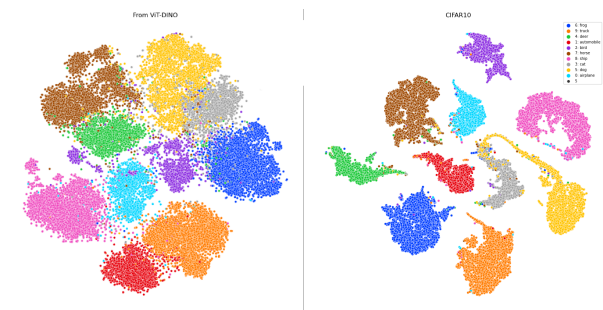 From ViT-DINO
CIFAR10
6: frog
9: truck
4: deer
1: automobile
2: bird
7: horse
8: ship
3: cat
5: dog
0: airplane
S